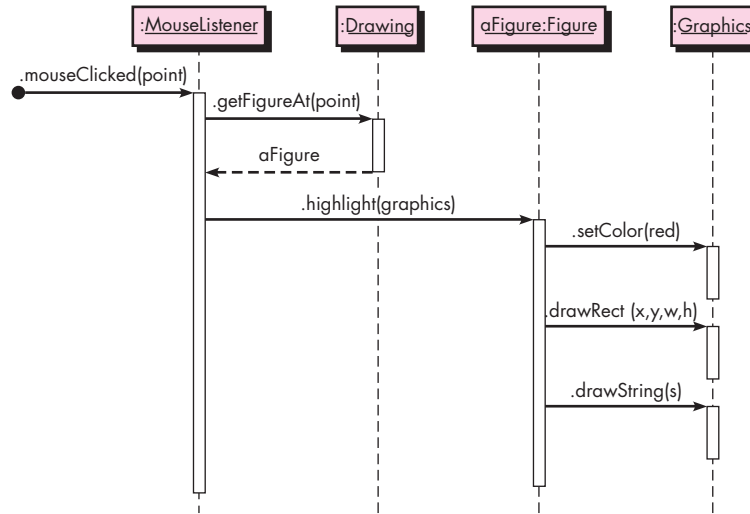 :MouseListener
:Drawing
aFigure:Figure
:Graphics
.mouseClicked(point)
.getFigureAt(point)
aFigure
.highlight(graphics)
.setColor(red)
.drawRect (x,y,w,h)
.drawString(s)